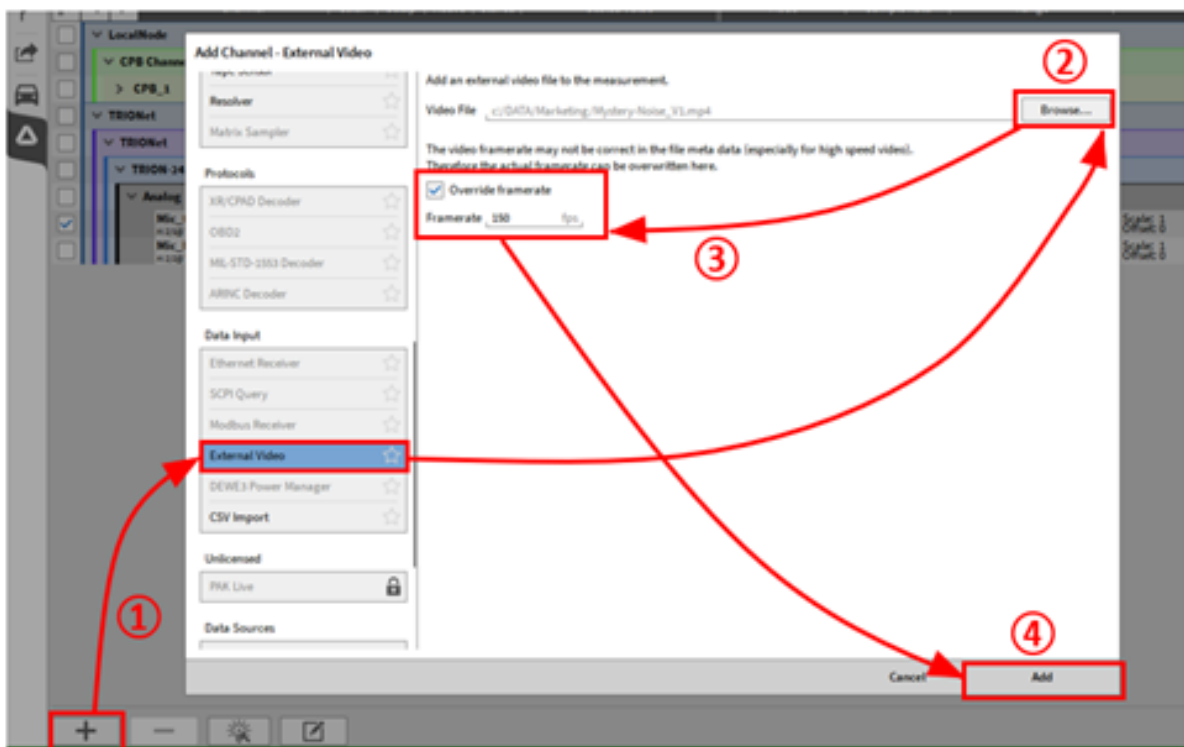 LocalNode
CPB Chann
CPB_1
TRIONet
TRIONet
TRION-24
Analog
Mic_
Mic_
Scale: 1
Offset: 0
Scale: 1
Offset: 0
Add Channel - External Video
Resolver
Matrix Sampler
Protocols
XR/CPAD Decoder
OBD2
MIL-STD-1553 Decoder
ARINC Decoder
Data Input
Ethernet Receiver
SCPI Query
Modbus Receiver
External Video
DEWE3 Power Manager
CSV Import
Unlicensed
PAK Live
Data Sources
Add an external video file to the measurement.
Video File c:/DATA/Marketing/Mystery-Noise_V1.mp4
Browse...
The video framerate may not be correct in the file meta data (especially for high speed video).
Therefore the actual framerate can be overwritten here.
Override framerate
Framerate 150 fps
Cancel
Add
①
②
③
④